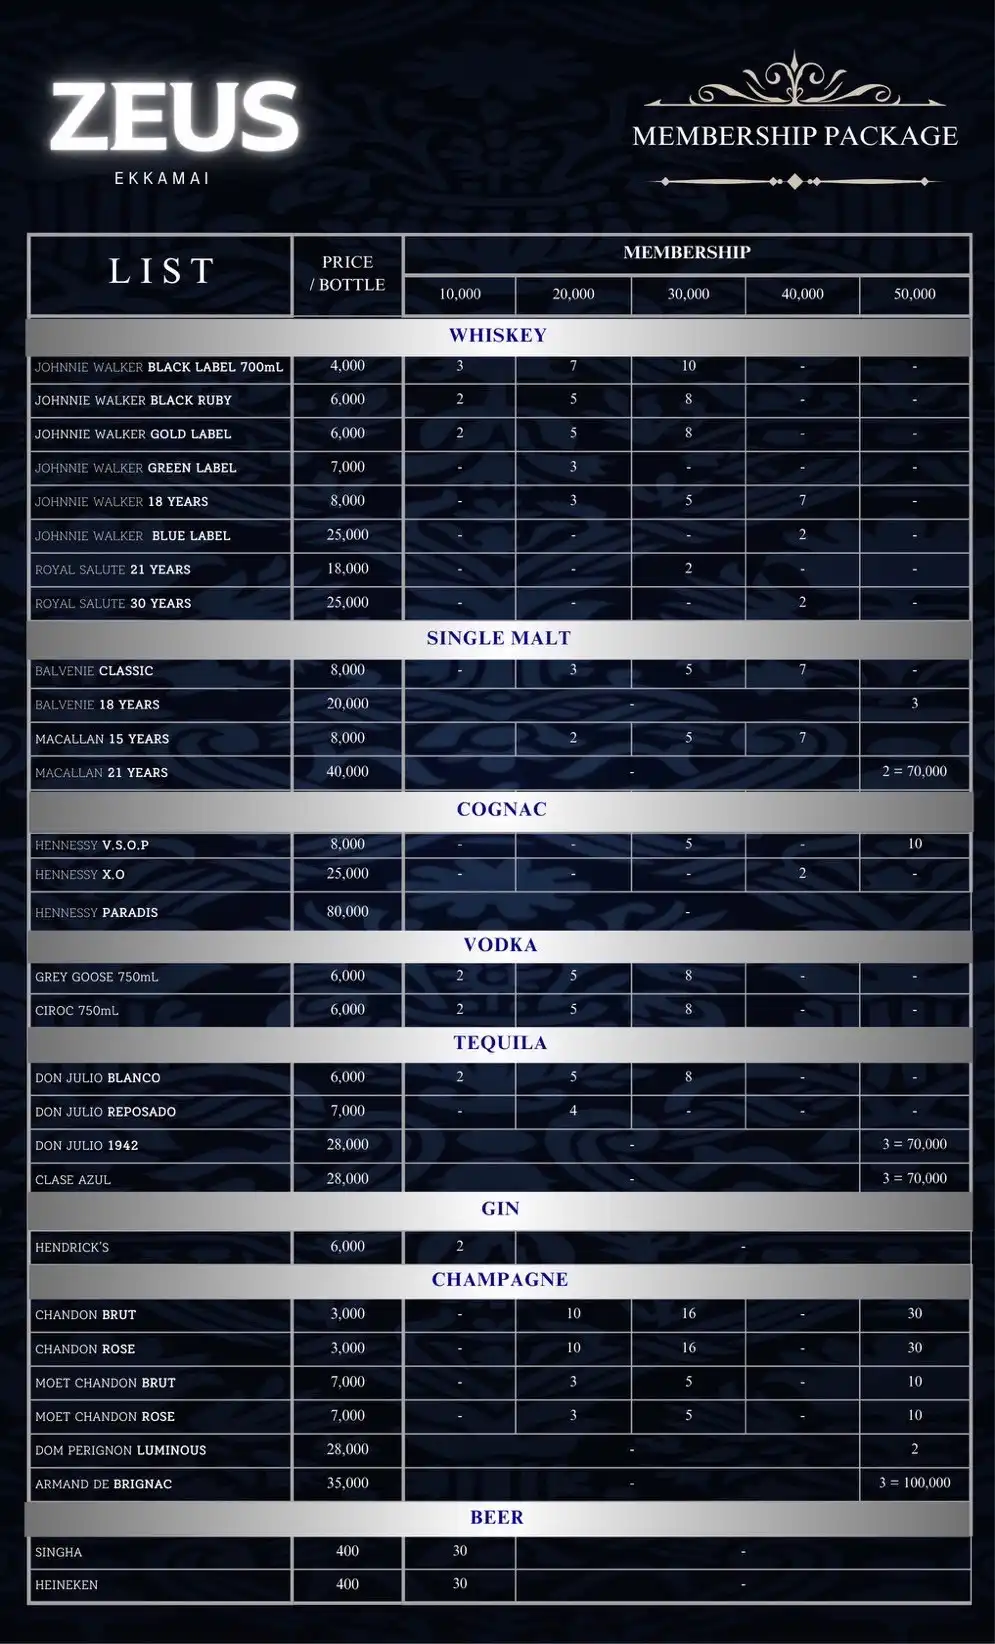 ZEUS
EKKAMAI
MEMBERSHIP PACKAGE
LIST PRICE / BOTTLE MEMBERSHIP
10,000 20,000 30,000 40,000 50,000
WHISKEY
JOHNNIE WALKER BLACK LABEL 700mL 4,000 3 7 10 - -
JOHNNIE WALKER BLACK RUBY 6,000 2 5 8 - -
JOHNNIE WALKER GOLD LABEL 6,000 2 5 8 - -
JOHNNIE WALKER GREEN LABEL 7,000 - 3 - - -
JOHNNIE WALKER 18 YEARS 8,000 - 3 5 7 -
JOHNNIE WALKER BLUE LABEL 25,000 - - - 2 -
ROYAL SALUTE 21 YEARS 18,000 - - 2 - -
ROYAL SALUTE 30 YEARS 25,000 - - - 2 -
SINGLE MALT
BALVENIE CLASSIC 8,000 - 3 5 7 -
BALVENIE 18 YEARS 20,000 - 3
MACALLAN 15 YEARS 8,000 2 5 7
MACALLAN 21 YEARS 40,000 - 2 = 70,000
COGNAC
HENNESSY V.S.O.P 8,000 - - 5 - 10
HENNESSY X.O 25,000 - - - 2 -
HENNESSY PARADIS 80,000 -
VODKA
GREY GOOSE 750mL 6,000 2 5 8 - -
CIROC 750mL 6,000 2 5 8 - -
TEQUILA
DON JULIO BLANCO 6,000 2 5 8 - -
DON JULIO REPOSADO 7,000 - 4 - - -
DON JULIO 1942 28,000 - 3 = 70,000
CLASE AZUL 28,000 - 3 = 70,000
GIN
HENDRICK'S 6,000 2 -
CHAMPAGNE
CHANDON BRUT 3,000 - 10 16 - 30
CHANDON ROSE 3,000 - 10 16 - 30
MOET CHANDON BRUT 7,000 - 3 5 - 10
MOET CHANDON ROSE 7,000 - 3 5 - 10
DOM PERIGNON LUMINOUS 28,000 - 2
ARMAND DE BRIGNAC 35,000 - 3 = 100,000
BEER
SINGHA 400 30 -
HEINEKEN 400 30 -